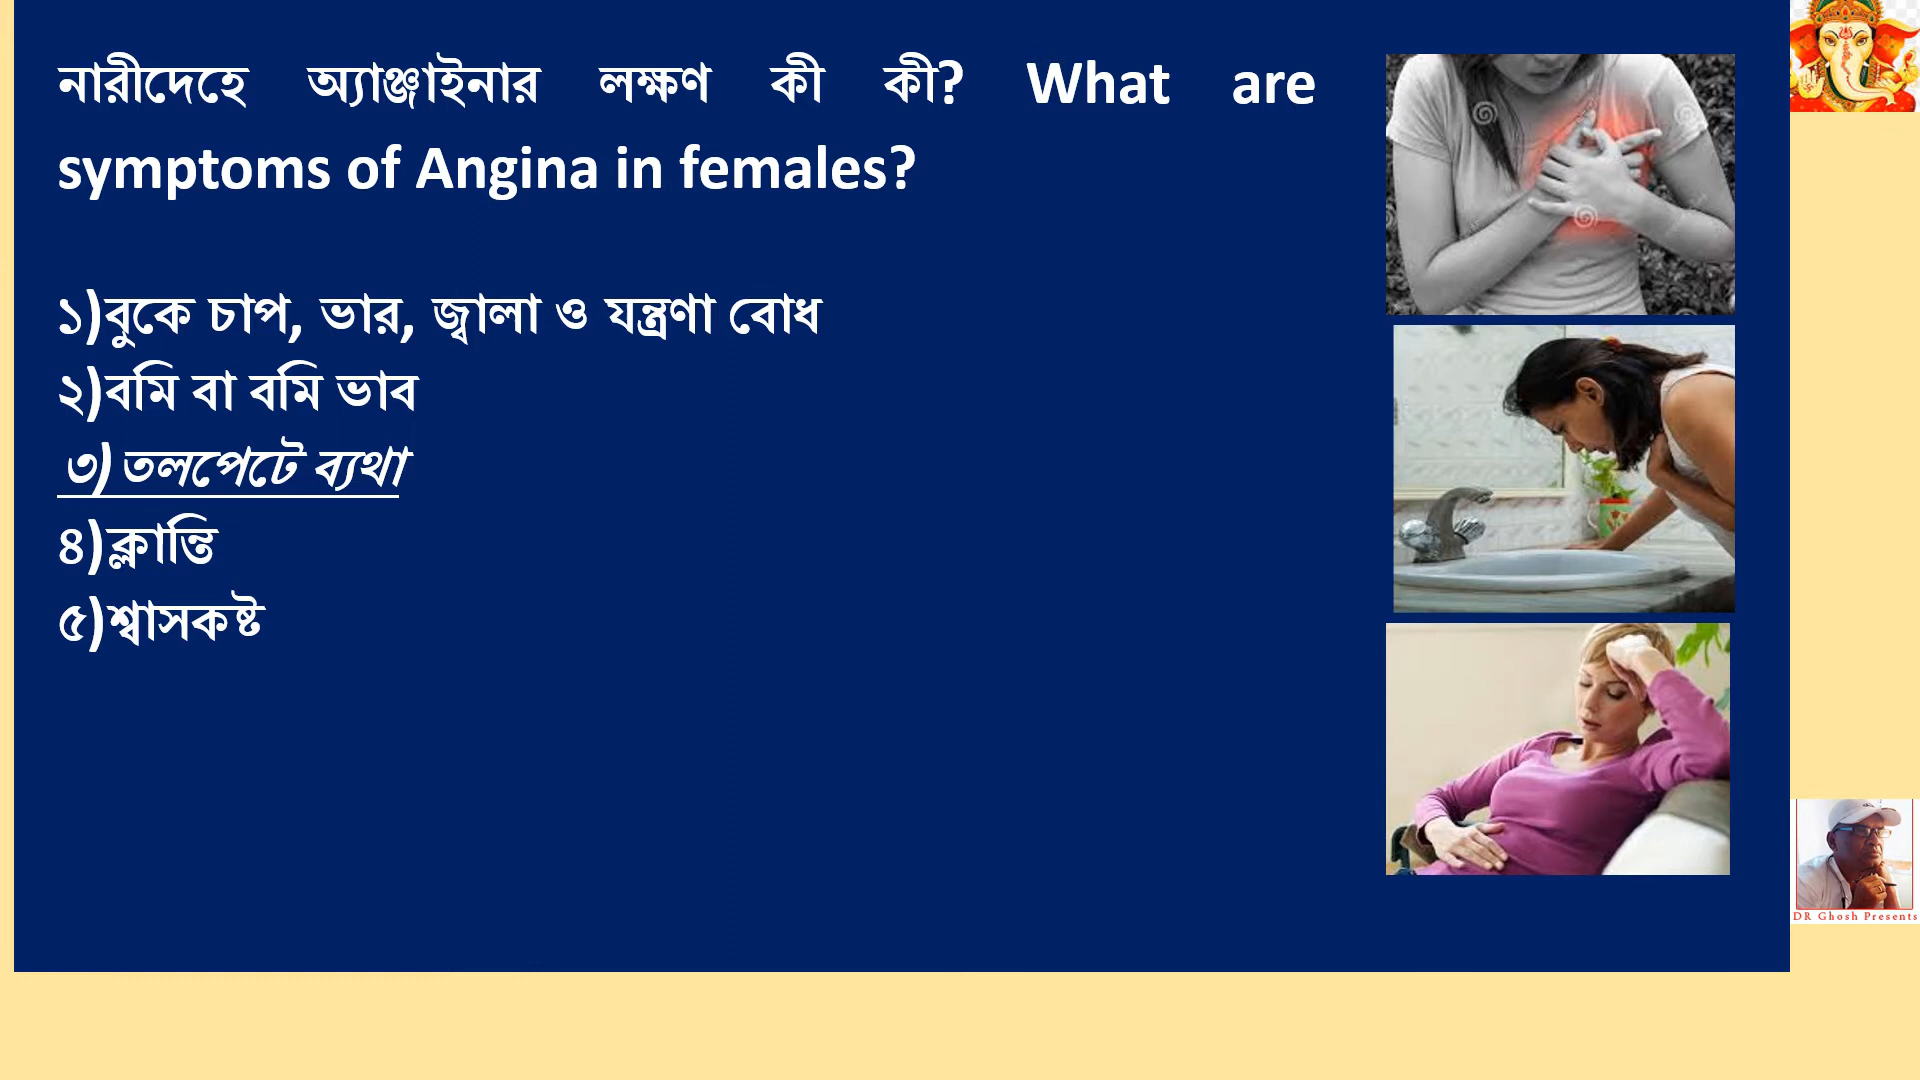 নারীদেহে অ্যাঞ্জাইনার লক্ষণ কী কী? What are
symptoms of Angina in females?
১)বুকে চাপ, ভার, জ্বালা ও যন্ত্রণা বোধ
২)বমি বা বমি ভাব
৩) তলপেটে ব্যথা
৪)ক্লান্তি
৫)শ্বাসকষ্ট
DR Ghosh Presents